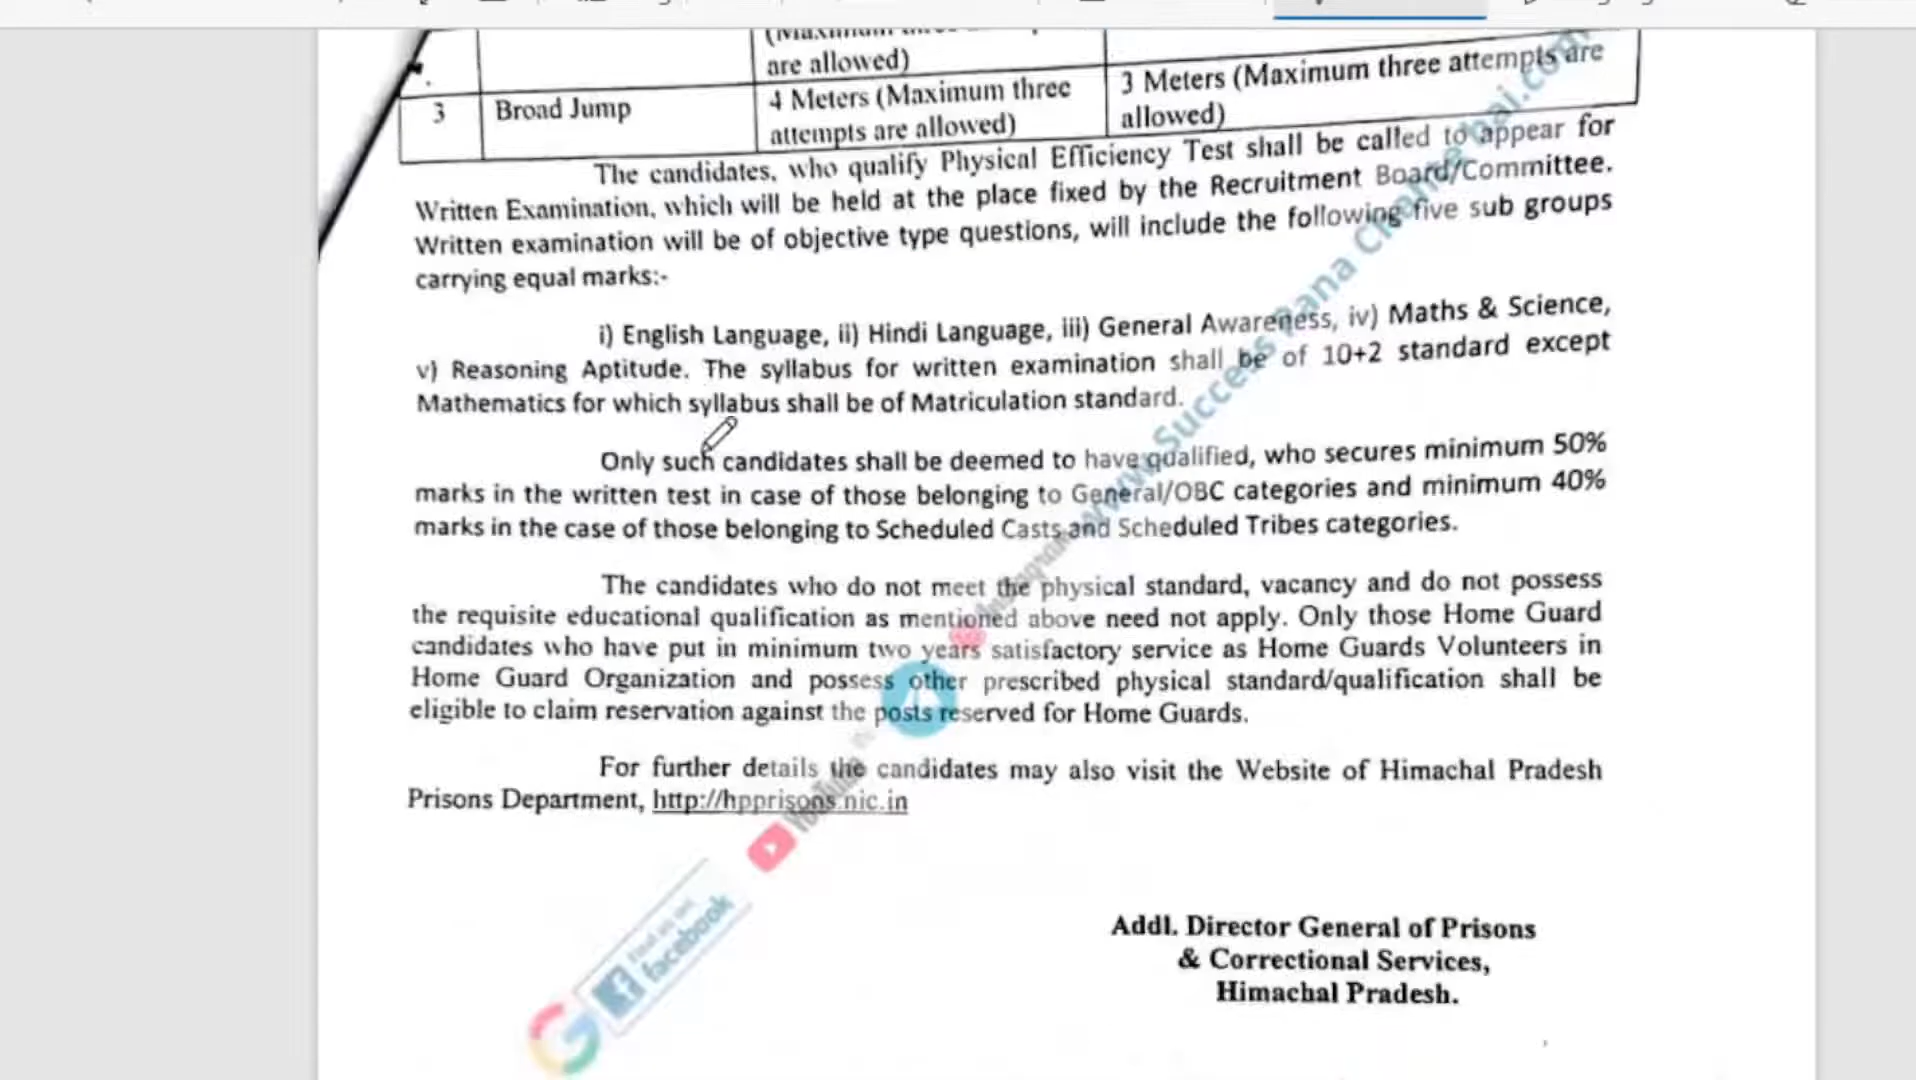 are allowed)
3 Broad Jump 4 Meters (Maximum three attempts are allowed) 3 Meters (Maximum three attempts are allowed)
The candidates, who qualify Physical Efficiency Test shall be called to appear for
Written Examination, which will be held at the place fixed by the Recruitment Board/Committee.
Written examination will be of objective type questions, will include the following five sub groups
carrying equal marks:-
i) English Language, ii) Hindi Language, iii) General Awareness, iv) Maths & Science,
v) Reasoning Aptitude. The syllabus for written examination shall be of 10+2 standard except
Mathematics for which syllabus shall be of Matriculation standard.
Only such candidates shall be deemed to have qualified, who secures minimum 50%
marks in the written test in case of those belonging to General/OBC categories and minimum 40%
marks in the case of those belonging to Scheduled Casts and Scheduled Tribes categories.
The candidates who do not meet the physical standard, vacancy and do not possess
the requisite educational qualification as mentioned above need not apply. Only those Home Guard
candidates who have put in minimum two years satisfactory service as Home Guards Volunteers in
Home Guard Organization and possess other prescribed physical standard/qualification shall be
eligible to claim reservation against the posts reserved for Home Guards.
For further details the candidates may also visit the Website of Himachal Pradesh
Prisons Department, http://hpprisons.nic.in
Addl. Director General of Prisons
& Correctional Services,
Himachal Pradesh.
Find us on
facebook
YouTube
Instagram